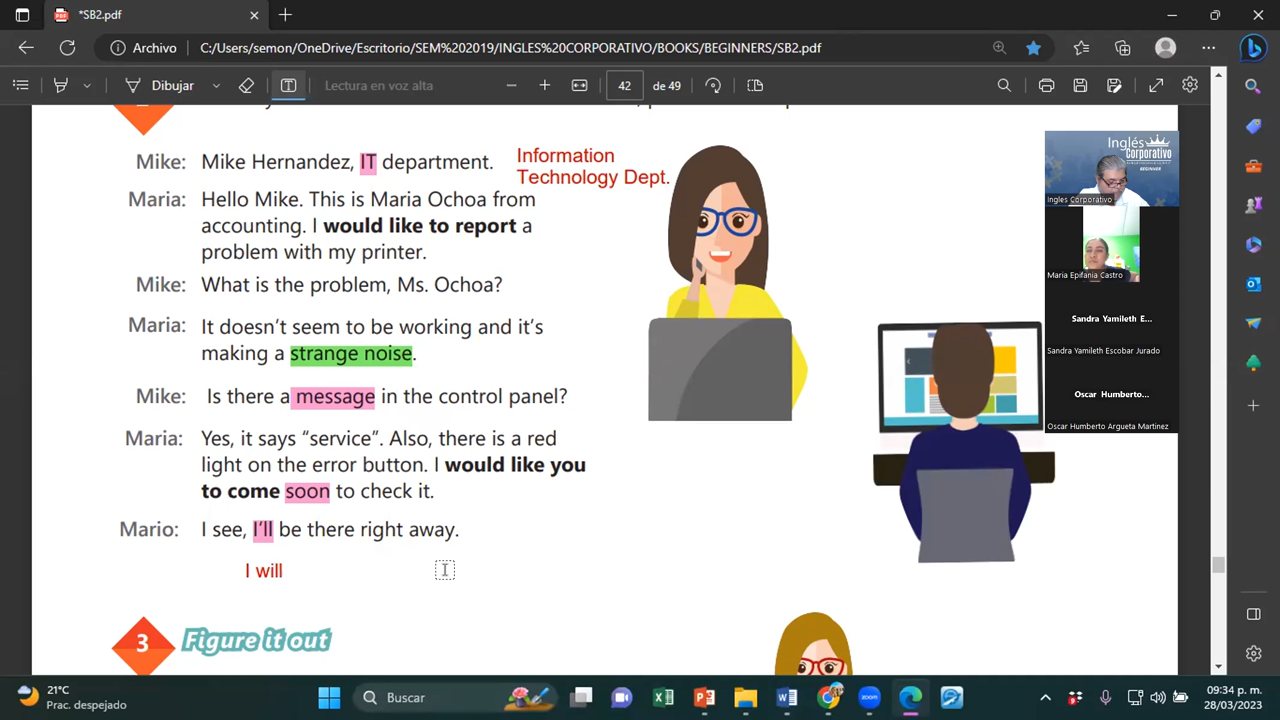 *SB2.pdf
Archivo
C:/Users/semon/OneDrive/Escritorio/SEM%202019/INGLES%20CORPORATIVO/BOOKS/BEGINNERS/SB2.pdf
Dibujar
Lectura en voz alta
42
de 49
Mike: Mike Hernandez, IT department.
Information
Technology Dept.
Maria: Hello Mike. This is Maria Ochoa from
accounting. I would like to report a
problem with my printer.
Mike: What is the problem, Ms. Ochoa?
Maria: It doesn't seem to be working and it's
making a strange noise.
Mike: Is there a message in the control panel?
Maria: Yes, it says “service”. Also, there is a red
light on the error button. I would like you
to come soon to check it.
Mario: I see, I'll be there right away.
I will
3 Figure it out
Inglés
Corporativo
BEGINNER
Ingles Corporativo
Maria Epifania Castro
Sandra Yamileth E...
Sandra Yamileth Escobar Jurado
Oscar Humberto...
Oscar Humberto Argueta Martinez
21°C
Prac. despejado
Buscar
09:34 p. m.
28/03/2023